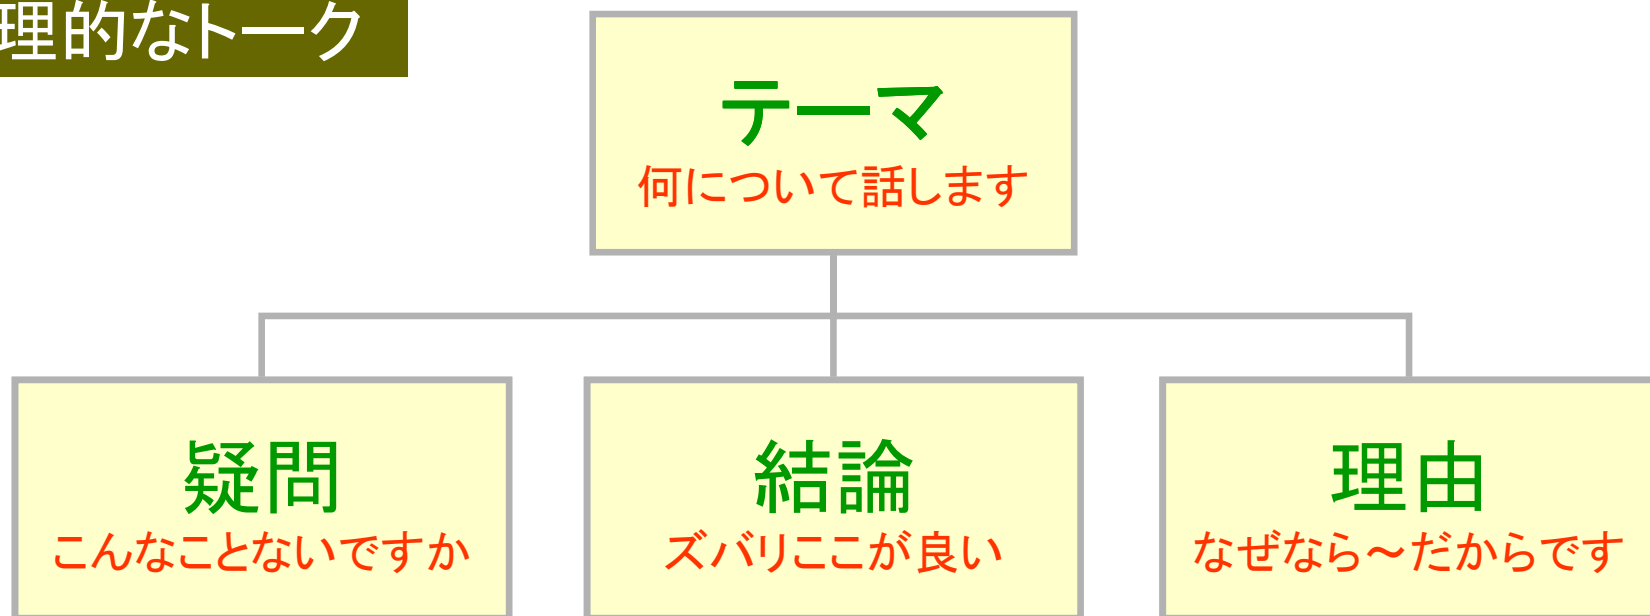 理的なトーク
テーマ
何について話します
疑問
こんなことないですか
結論
ズバリここが良い
理由
なぜなら～だからです